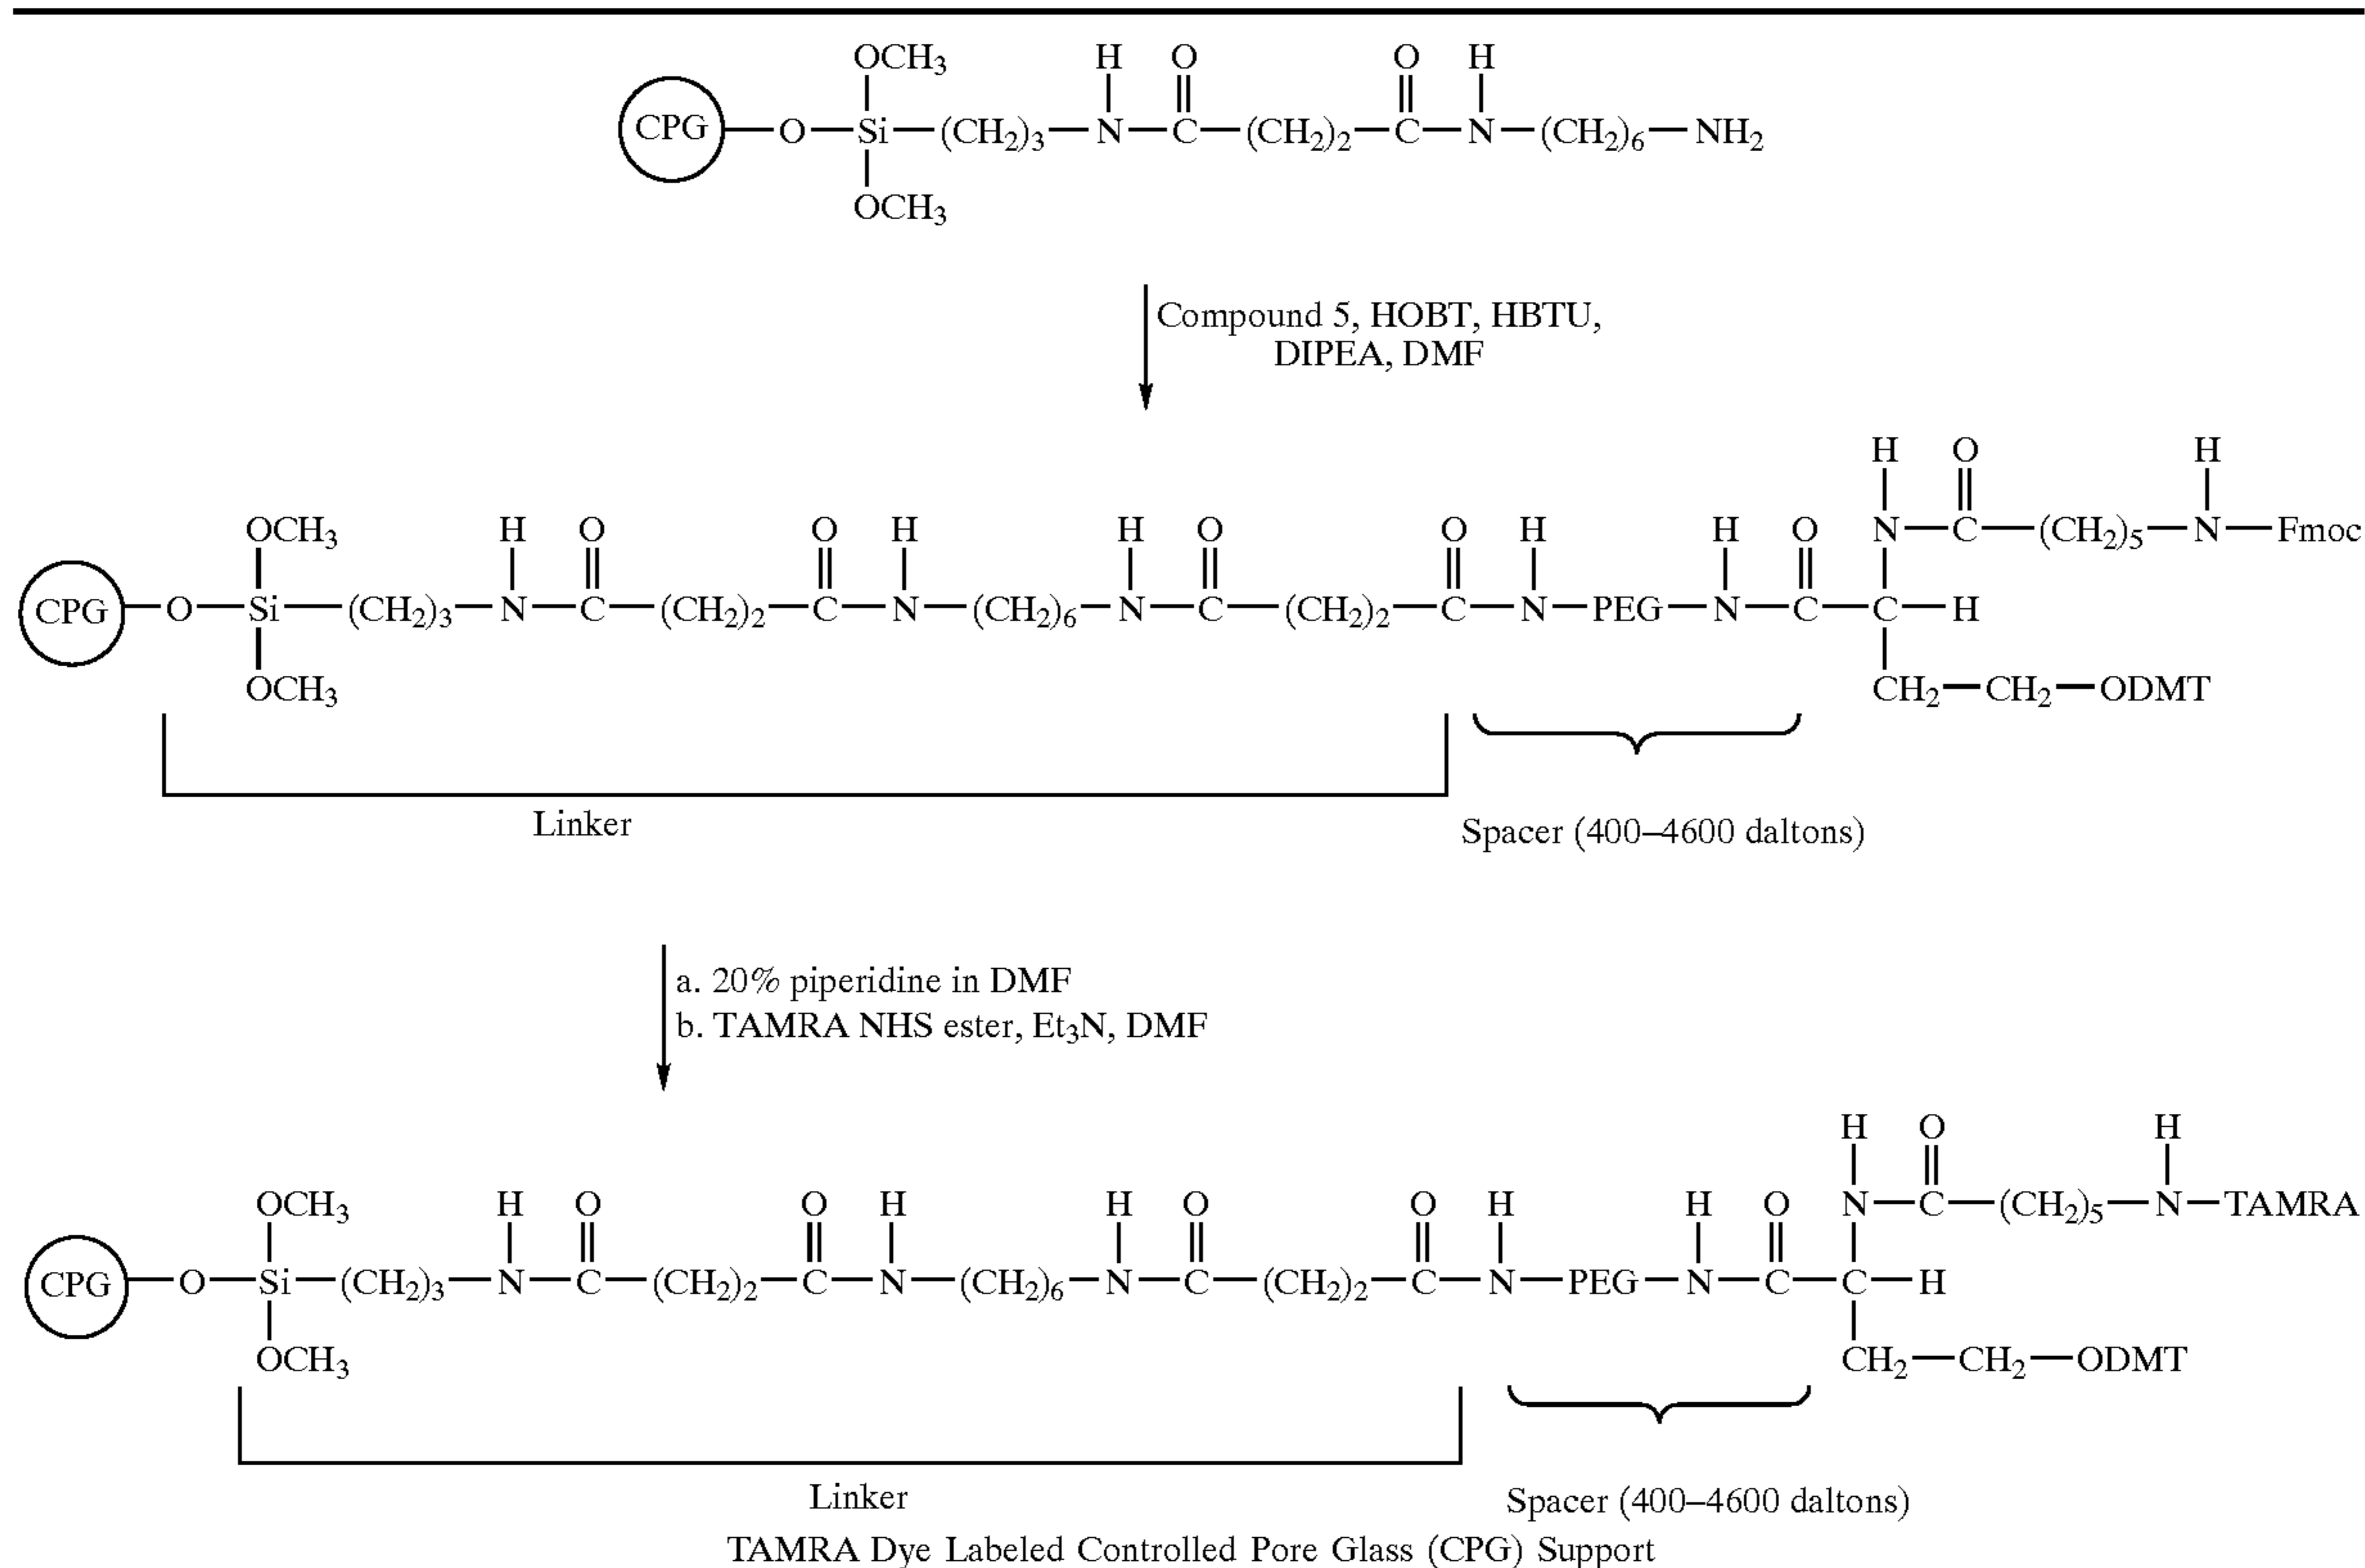 OCH₃ H O O H
CPG—O—Si—(CH₂)₃—N—C—(CH₂)₂—C—N—(CH₂)₆—NH₂
OCH₃
Compound 5, HOBT, HBTU,
DIPEA, DMF
H O H
OCH₃ H O O H H O O H H O N—C—(CH₂)₅—N—Fmoc
CPG—O—Si—(CH₂)₃—N—C—(CH₂)₂—C—N—(CH₂)₆—N—C—(CH₂)₂—C—N—PEG—N—C—C—H
OCH₃ CH₂—CH₂—ODMT
Linker
Spacer (400–4600 daltons)
a. 20% piperidine in DMF
b. TAMRA NHS ester, Et₃N, DMF
H O H
OCH₃ H O O H H O O H H O N—C—(CH₂)₅—N—TAMRA
CPG—O—Si—(CH₂)₃—N—C—(CH₂)₂—C—N—(CH₂)₆—N—C—(CH₂)₂—C—N—PEG—N—C—C—H
OCH₃ CH₂—CH₂—ODMT
Linker
Spacer (400–4600 daltons)
TAMRA Dye Labeled Controlled Pore Glass (CPG) Support